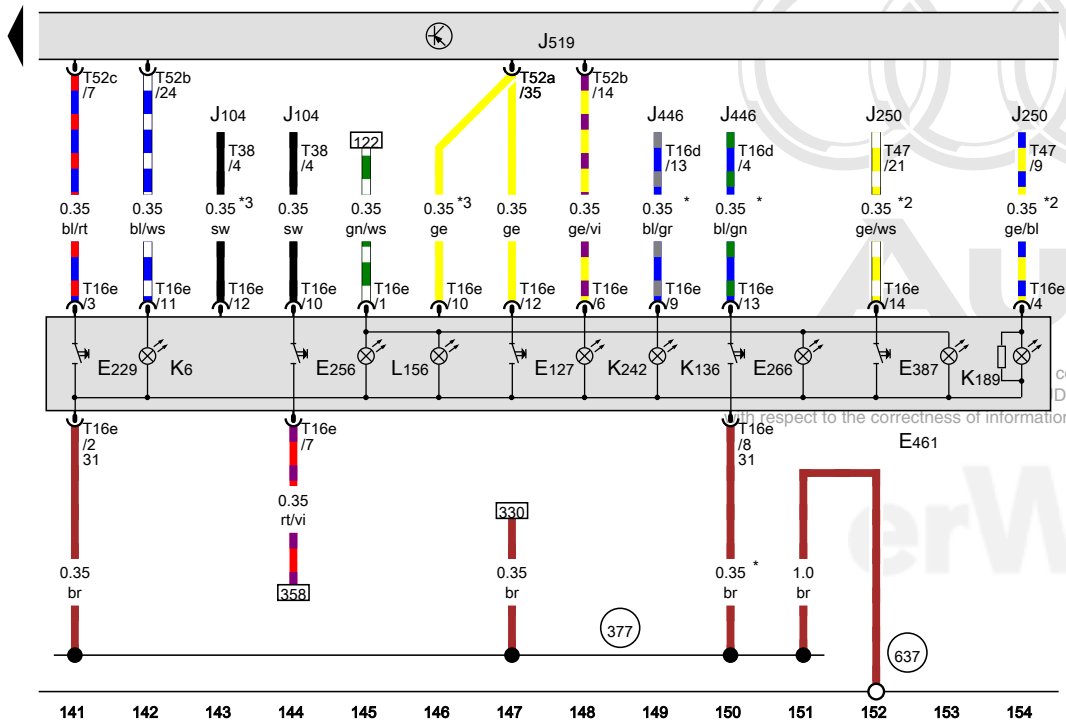 J519
T52c T52b T52a T52b
/7 /24 /35 /14
J104 J104 J446 J446 J250 J250
122
T38 T38 T16d T16d T47 T47
/4 /4 /13 /4 /21 /9
0.35 0.35 0.35 *3 0.35 0.35 0.35 *3 0.35 0.35 0.35 * 0.35 * 0.35 *2 0.35 *2
bl/rt bl/ws sw sw gn/ws ge ge ge/vi bl/gr bl/gn ge/ws ge/bl
T16e T16e T16e T16e T16e T16e T16e T16e T16e T16e T16e T16e
/3 /11 /12 /10 /1 /10 /12 /6 /9 /13 /14 /4
E229 K6 E256 L156 E127 K242 K136 E266 E387 K189
with respect to the correctness of information
T16e T16e T16e E461
/2 /7 /8
31 31
0.35
rt/vi
330
358
0.35 0.35 0.35 * 1.0
br br br br
377
637
141 142 143 144 145 146 147 148 149 150 151 152 153 154